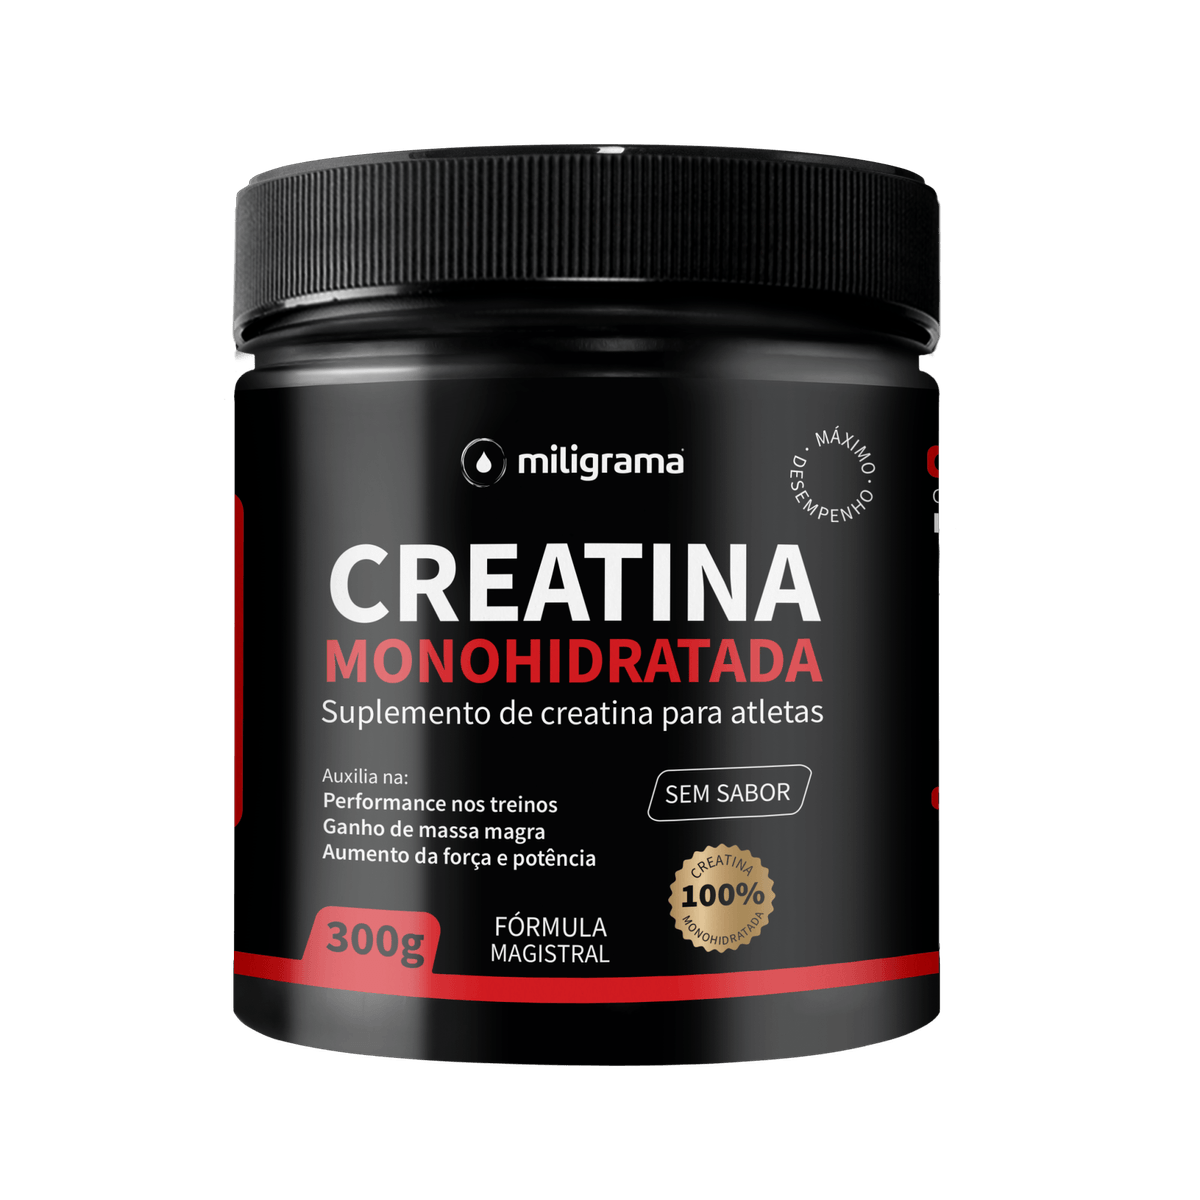 miligrama
MÁXIMO
DESEMPENHO
CREATINA
MONOHIDRATADA
Suplemento de creatina para atletas
Auxilia na:
Performance nos treinos
Ganho de massa magra
Aumento da força e potência
SEM SABOR
CREATINA
100%
MONOHIDRATADA
300g
FÓRMULA
MAGISTRAL